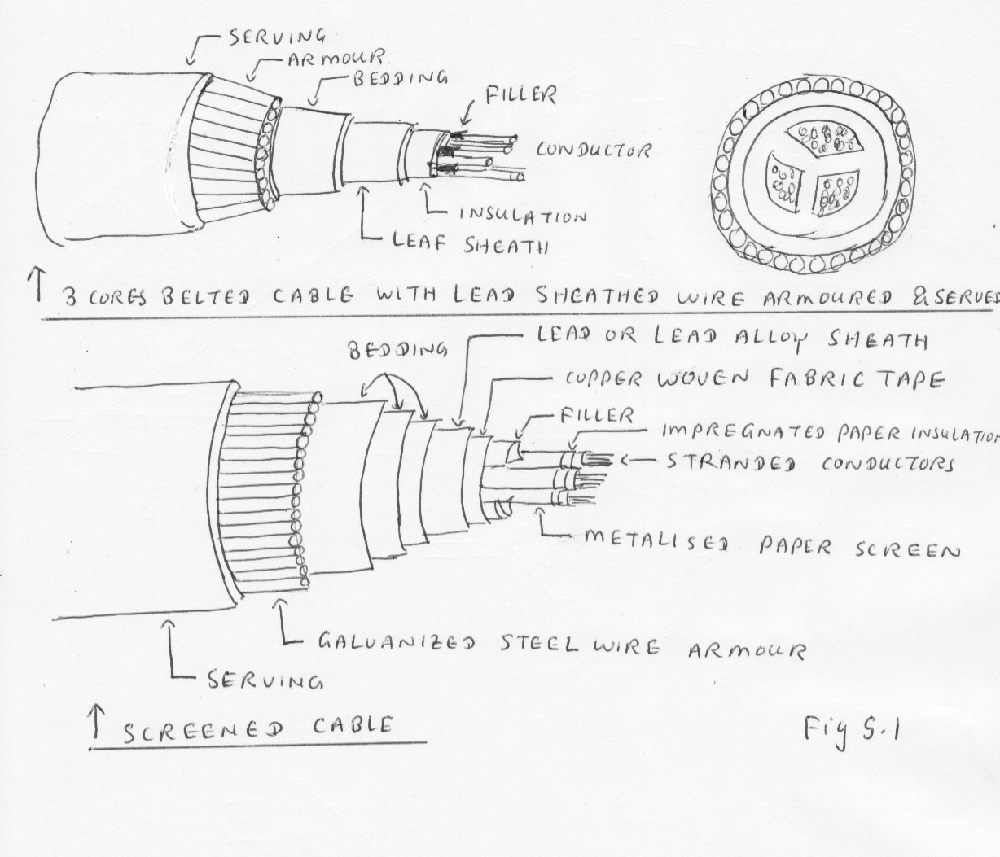 SERVING
ARMOUR
BEDDING
FILLER
CONDUCTOR
INSULATION
LEAF SHEATH
3 CORES BELTED CABLE WITH LEAD SHEATHED WIRE ARMOURED & SERVED
BEDDING
LEAD OR LEAD ALLOY SHEATH
COPPER WOVEN FABRIC TAPE
FILLER
IMPREGNATED PAPER INSULATION
STRANDED CONDUCTORS
METALISED PAPER SCREEN
GALVANIZED STEEL WIRE ARMOUR
SERVING
SCREENED CABLE
Fig 5.1